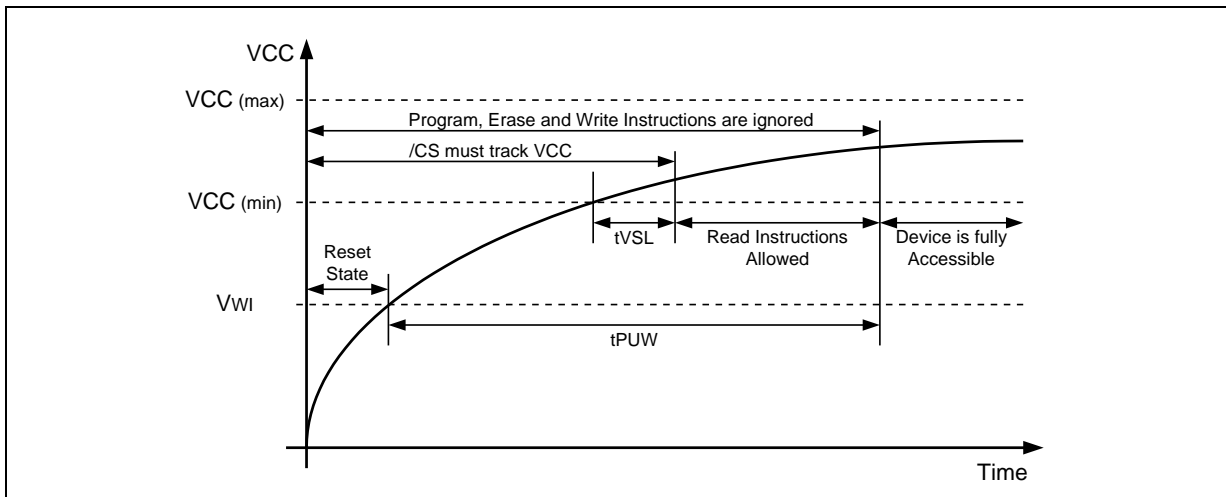 VCC
VCC (max)
Program, Erase and Write Instructions are ignored
/CS must track VCC
VCC (min)
tVSL
Read Instructions
Allowed
Device is fully
Accessible
Reset
State
VWI
tPUW
Time